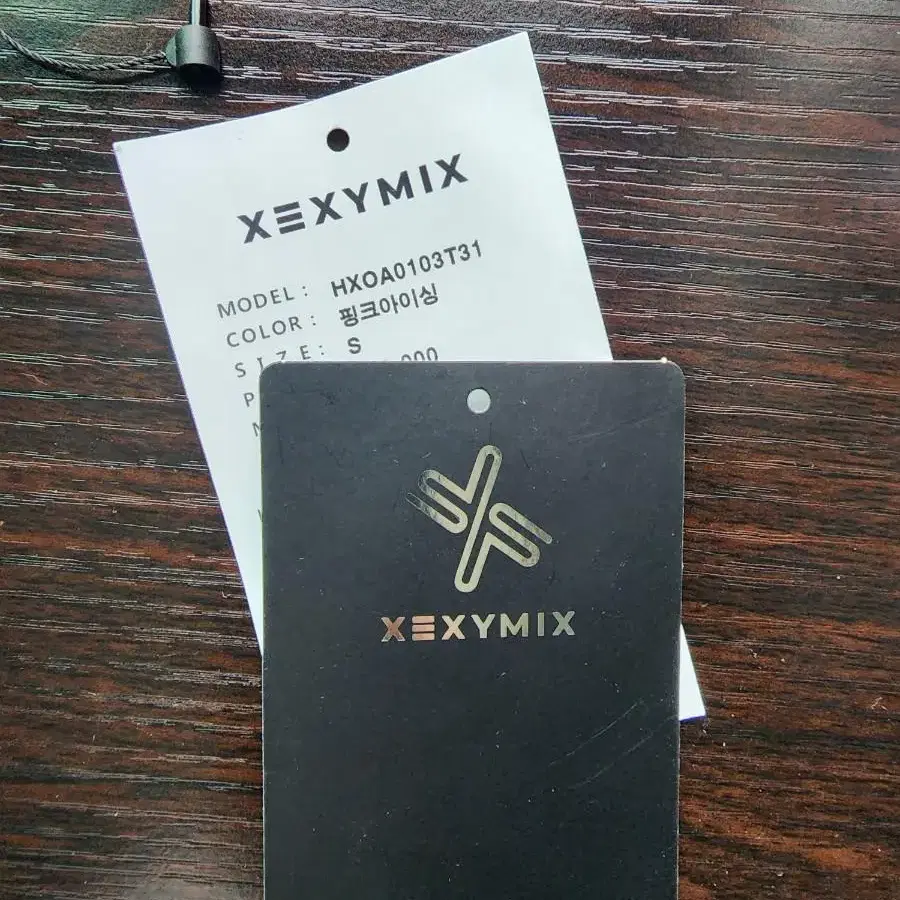 XEXYMIX
MODEL: HXOA0103T31
COLOR: 핑크아이싱
SIZE: S
XEXYMIX